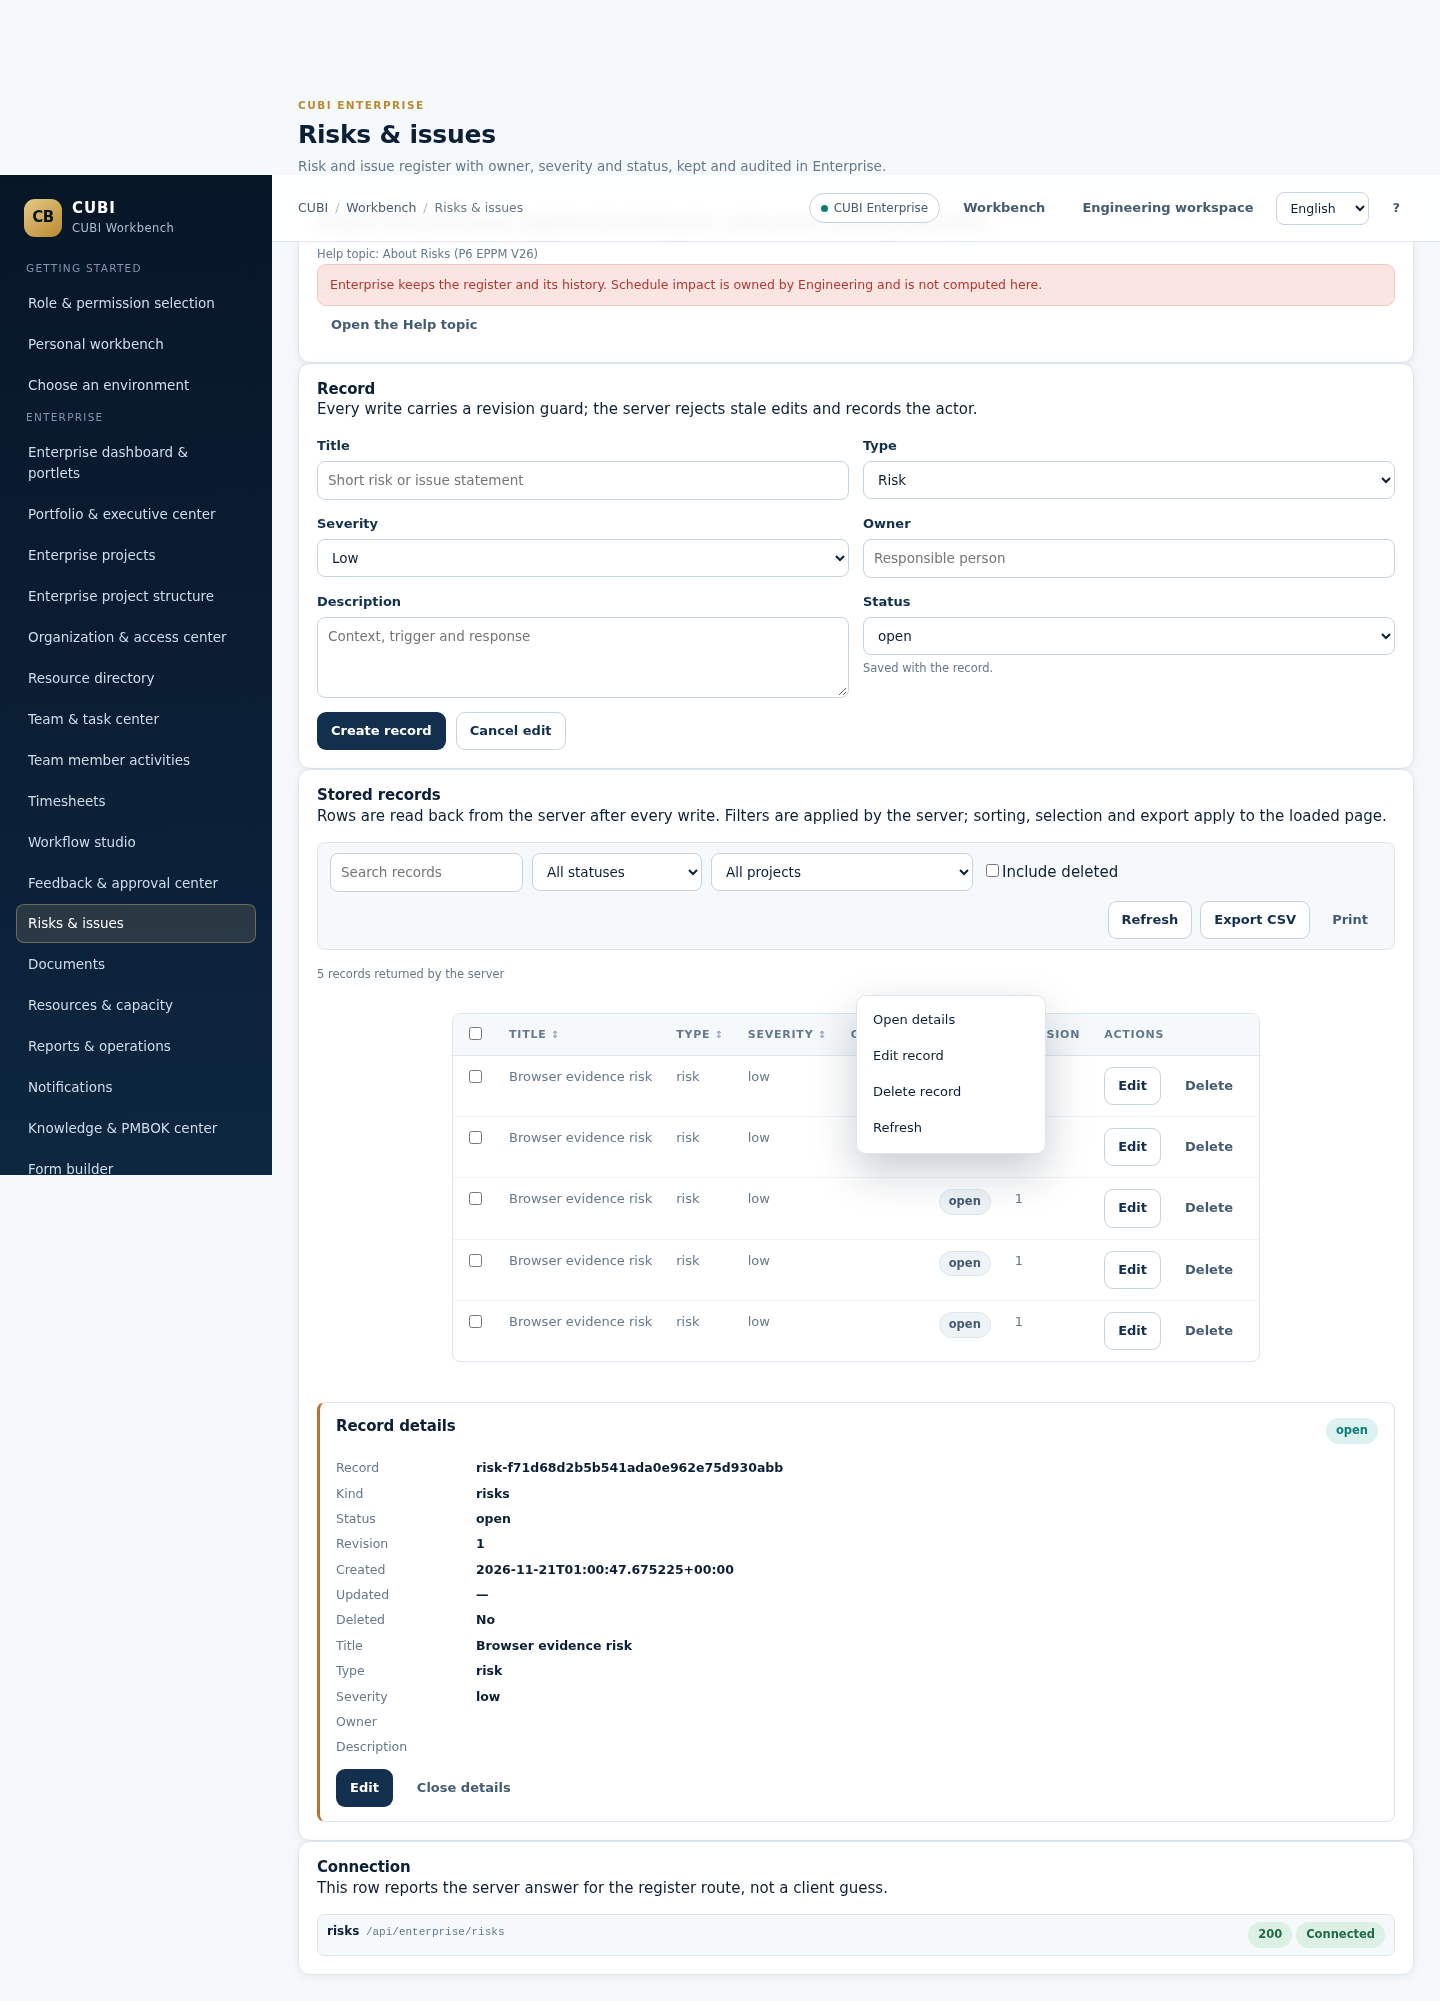 CUBI ENTERPRISE
Risks & issues
Risk and issue register with owner, severity and status, kept and audited in Enterprise.
CB
CUBI
CUBI Workbench
GETTING STARTED
Role & permission selection
Personal workbench
Choose an environment
ENTERPRISE
Enterprise dashboard &
portlets
Portfolio & executive center
Enterprise projects
Enterprise project structure
Organization & access center
Resource directory
Team & task center
Team member activities
Timesheets
Workflow studio
Feedback & approval center
Risks & issues
Documents
Resources & capacity
Reports & operations
Notifications
Knowledge & PMBOK center
Form builder
CUBI / Workbench / Risks & issues
CUBI Enterprise
Workbench
Engineering workspace
English
?
Help topic: About Risks (P6 EPPM V26)
Enterprise keeps the register and its history. Schedule impact is owned by Engineering and is not computed here.
Open the Help topic
Record
Every write carries a revision guard; the server rejects stale edits and records the actor.
Title Type
Short risk or issue statement Risk
Severity Owner
Low Responsible person
Description Status
Context, trigger and response open
Saved with the record.
Create record Cancel edit
Stored records
Rows are read back from the server after every write. Filters are applied by the server; sorting, selection and export apply to the loaded page.
Search records All statuses All projects Include deleted
Refresh Export CSV Print
5 records returned by the server
TITLE ↕ TYPE ↕ SEVERITY ↕ ACTIONS
Browser evidence risk risk low Edit Delete
Browser evidence risk risk low Edit Delete
Browser evidence risk risk low open 1 Edit Delete
Browser evidence risk risk low open 1 Edit Delete
Browser evidence risk risk low open 1 Edit Delete
Open details
Edit record
Delete record
Refresh
Record details open
Record risk-f71d68d2b5b541ada0e962e75d930abb
Kind risks
Status open
Revision 1
Created 2026-11-21T01:00:47.675225+00:00
Updated —
Deleted No
Title Browser evidence risk
Type risk
Severity low
Owner
Description
Edit Close details
Connection
This row reports the server answer for the register route, not a client guess.
risks /api/enterprise/risks 200 Connected